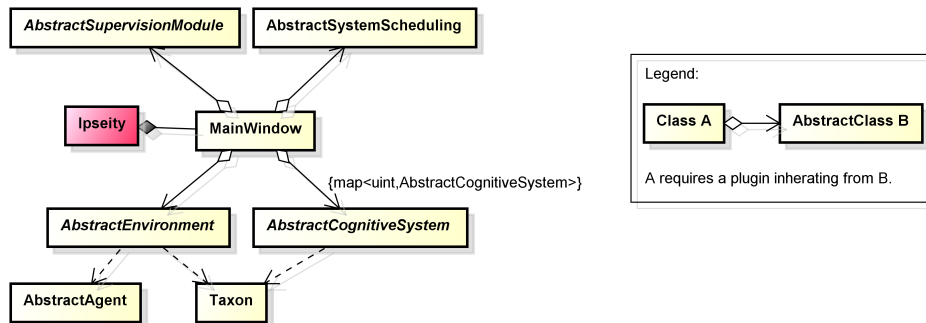 AbstractSupervisionModule
AbstractSystemScheduling
Ipseity
MainWindow
{map<uint,AbstractCognitiveSystem>}
AbstractEnvironment
AbstractCognitiveSystem
AbstractAgent
Taxon
Legend:
Class A
AbstractClass B
A requires a plugin inherating from B.